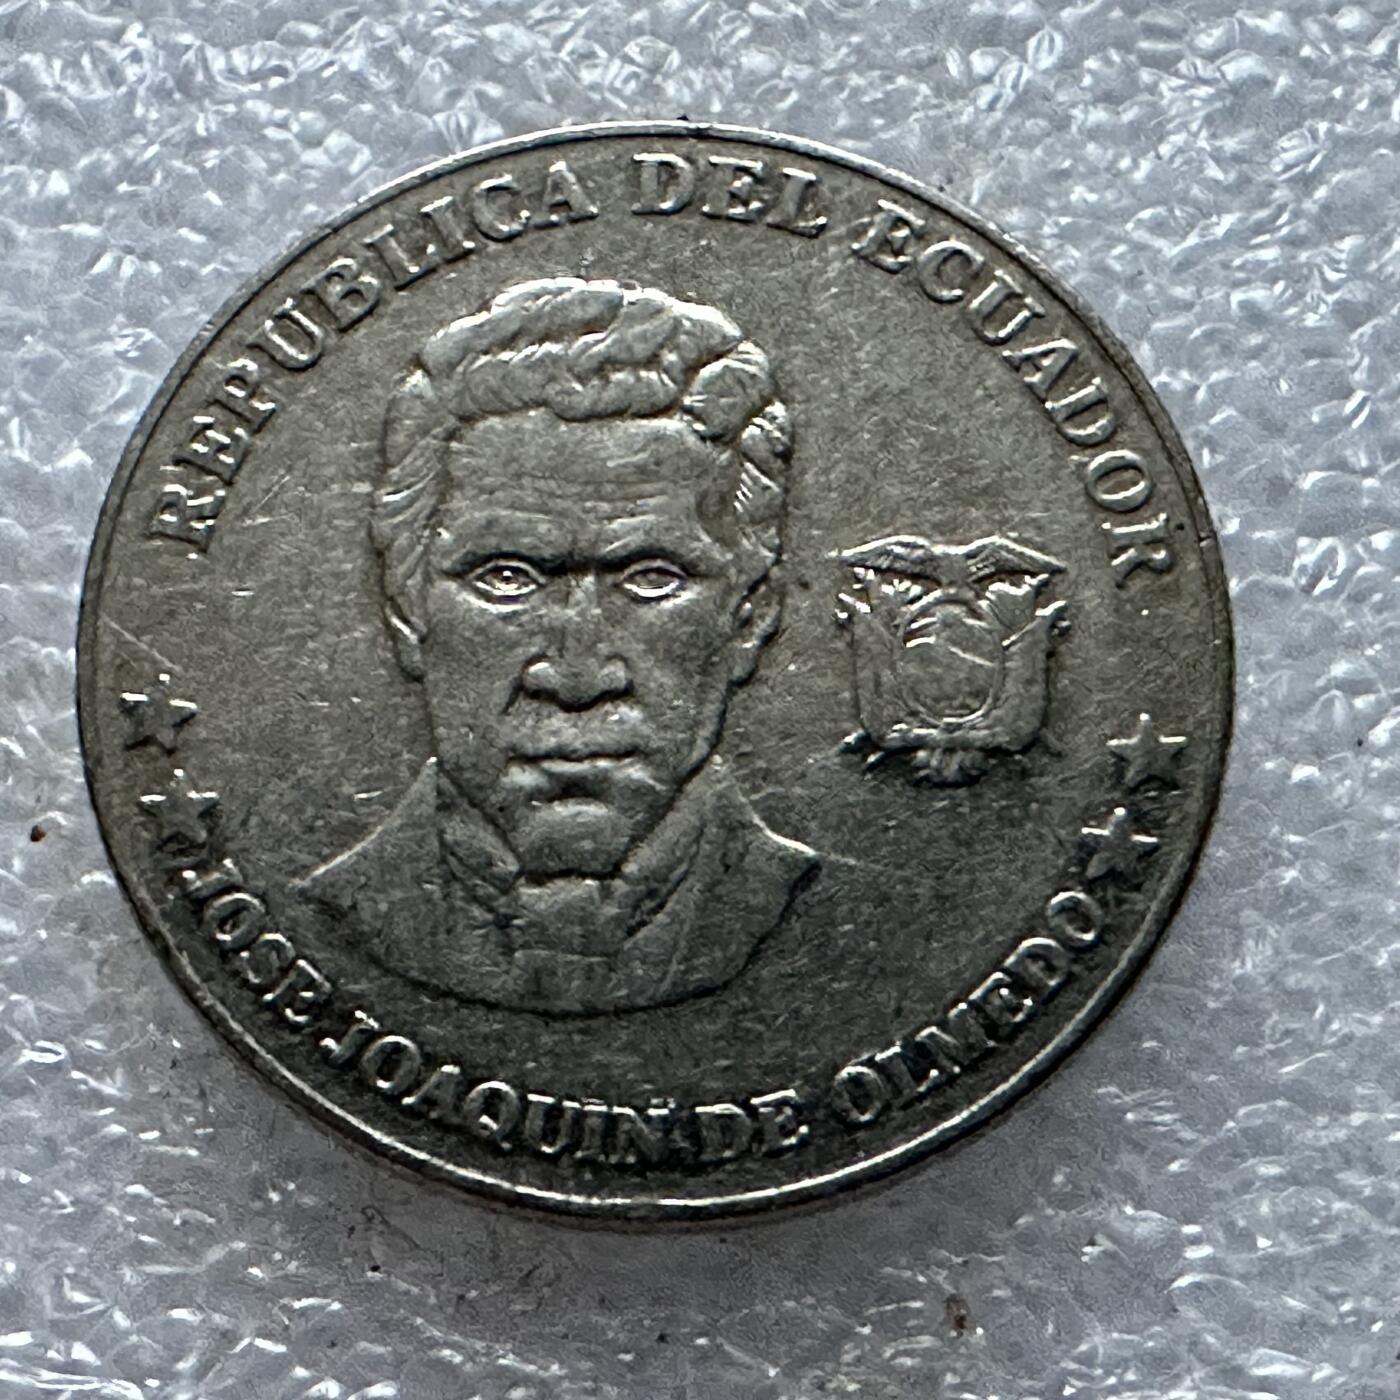 REPUBLICA DEL ECUADOR
JOSE JOAQUIN DE OLMEDO